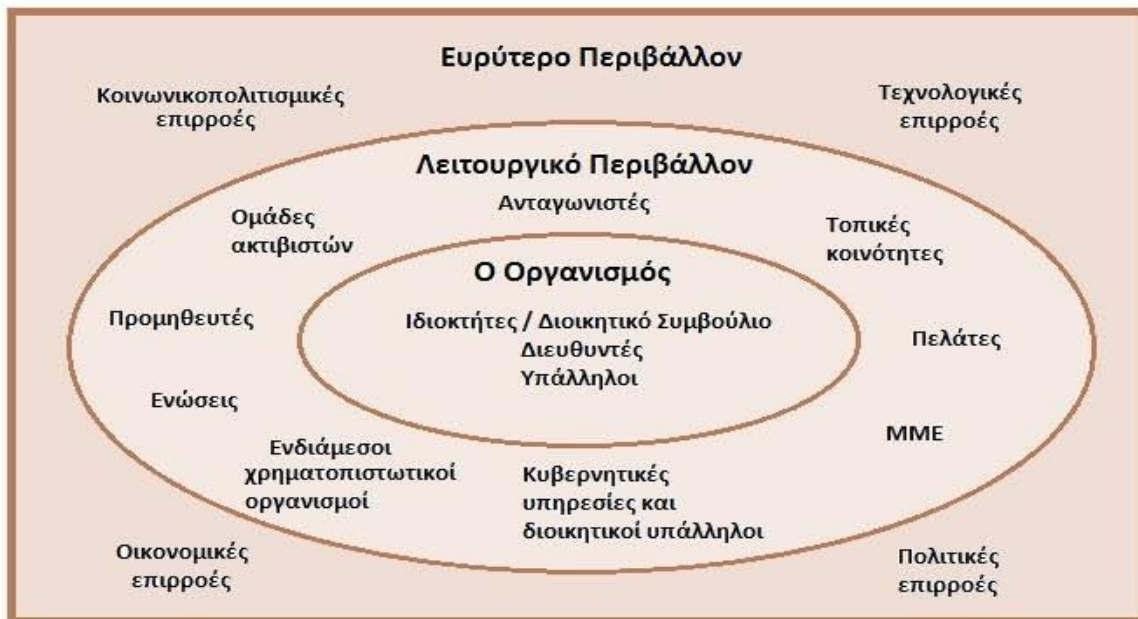 Ευρύτερο Περιβάλλον
Κοινωνικοπολιτισμικές
επιρροές
Τεχνολογικές
επιρροές
Λειτουργικό Περιβάλλον
Ανταγωνιστές
Ομάδες
ακτιβιστών
Τοπικές
κοινότητες
Ο Οργανισμός
Ιδιοκτήτες / Διοικητικό Συμβούλιο
Διευθυντές
Υπάλληλοι
Προμηθευτές
Πελάτες
Ενώσεις
ΜΜΕ
Ενδιάμεσοι
χρηματοπιστωτικοί
οργανισμοί
Κυβερνητικές
υπηρεσίες και
διοικητικοί υπάλληλοι
Οικονομικές
επιρροές
Πολιτικές
επιρροές